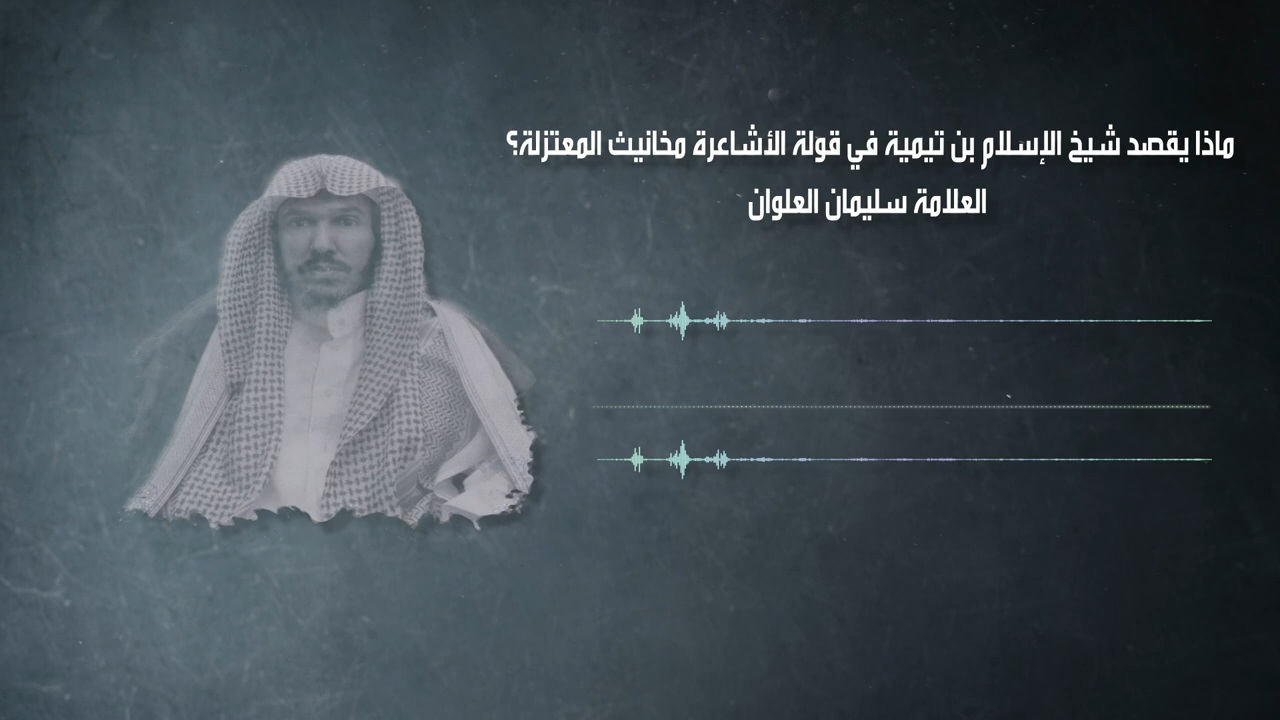 ماذا يقصد شيخ الإسلام بن تيمية في قولة الأشاعرة مخانيث المعتزلة؟
العلامة سليمان العلوان